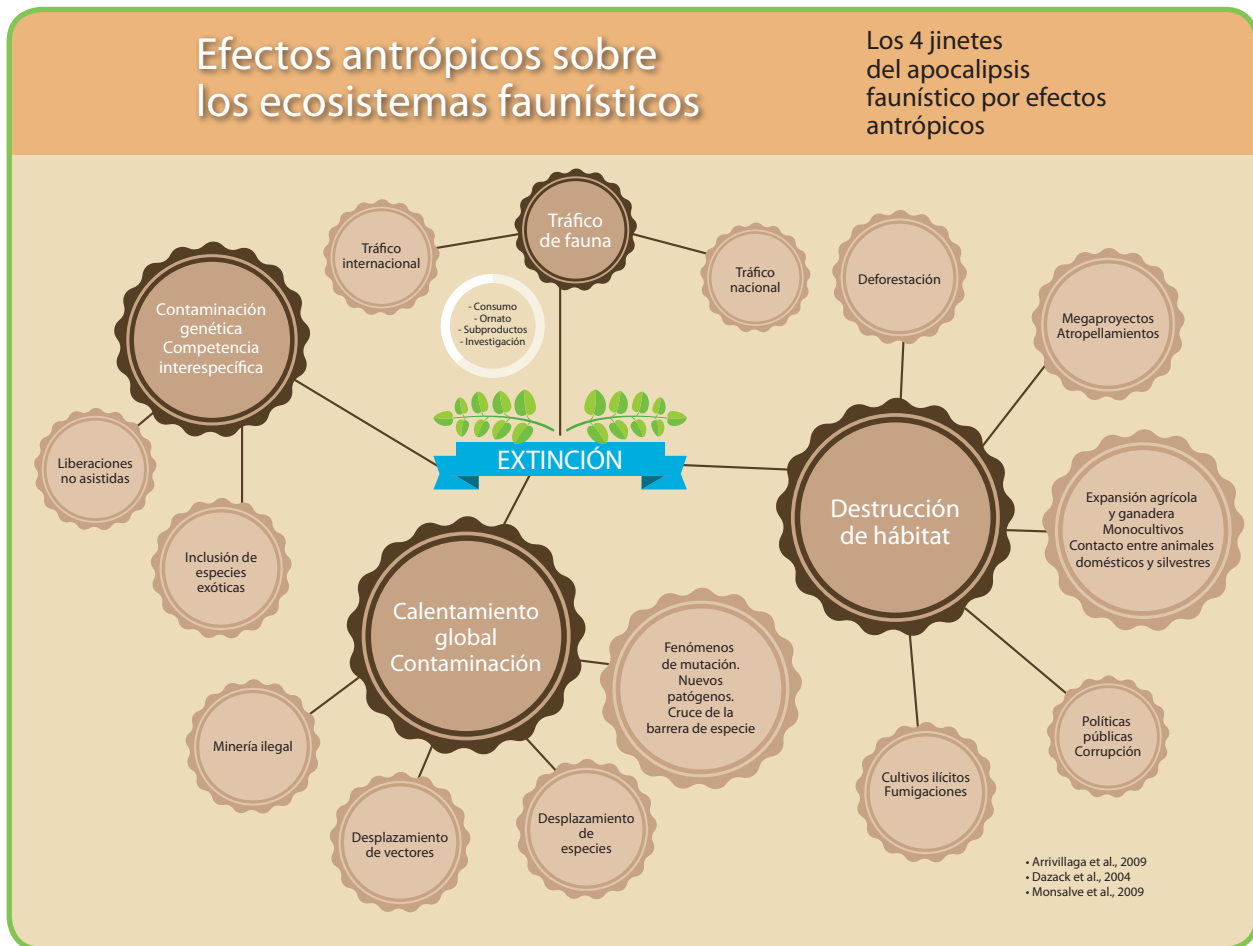 Efectos antrópicos sobre
los ecosistemas faunísticos
Los 4 jinetes
del apocalipsis
faunístico por efectos
antrópicos
Tráfico
de fauna
Tráfico
internacional
Tráfico
nacional
- Consumo
- Ornato
- Subproductos
- Investigación
Deforestación
Megaproyectos
Atropellamientos
Contaminación
genética
Competencia
interespecífica
Liberaciones
no asistidas
Inclusión de
especies
exóticas
EXTINCIÓN
Destrucción
de hábitat
Expansión agrícola
y ganadera
Monocultivos
Contacto entre animales
domésticos y silvestres
Calentamiento
global
Contaminación
Fenómenos
de mutación.
Nuevos
patógenos.
Cruce de la
barrera de especie
Minería ilegal
Desplazamiento
de vectores
Desplazamiento
de
especies
Cultivos ilícitos
Fumigaciones
Políticas
públicas
Corrupción
• Arrivillaga et al., 2009
• Dazack et al., 2004
• Monsalve et al., 2009